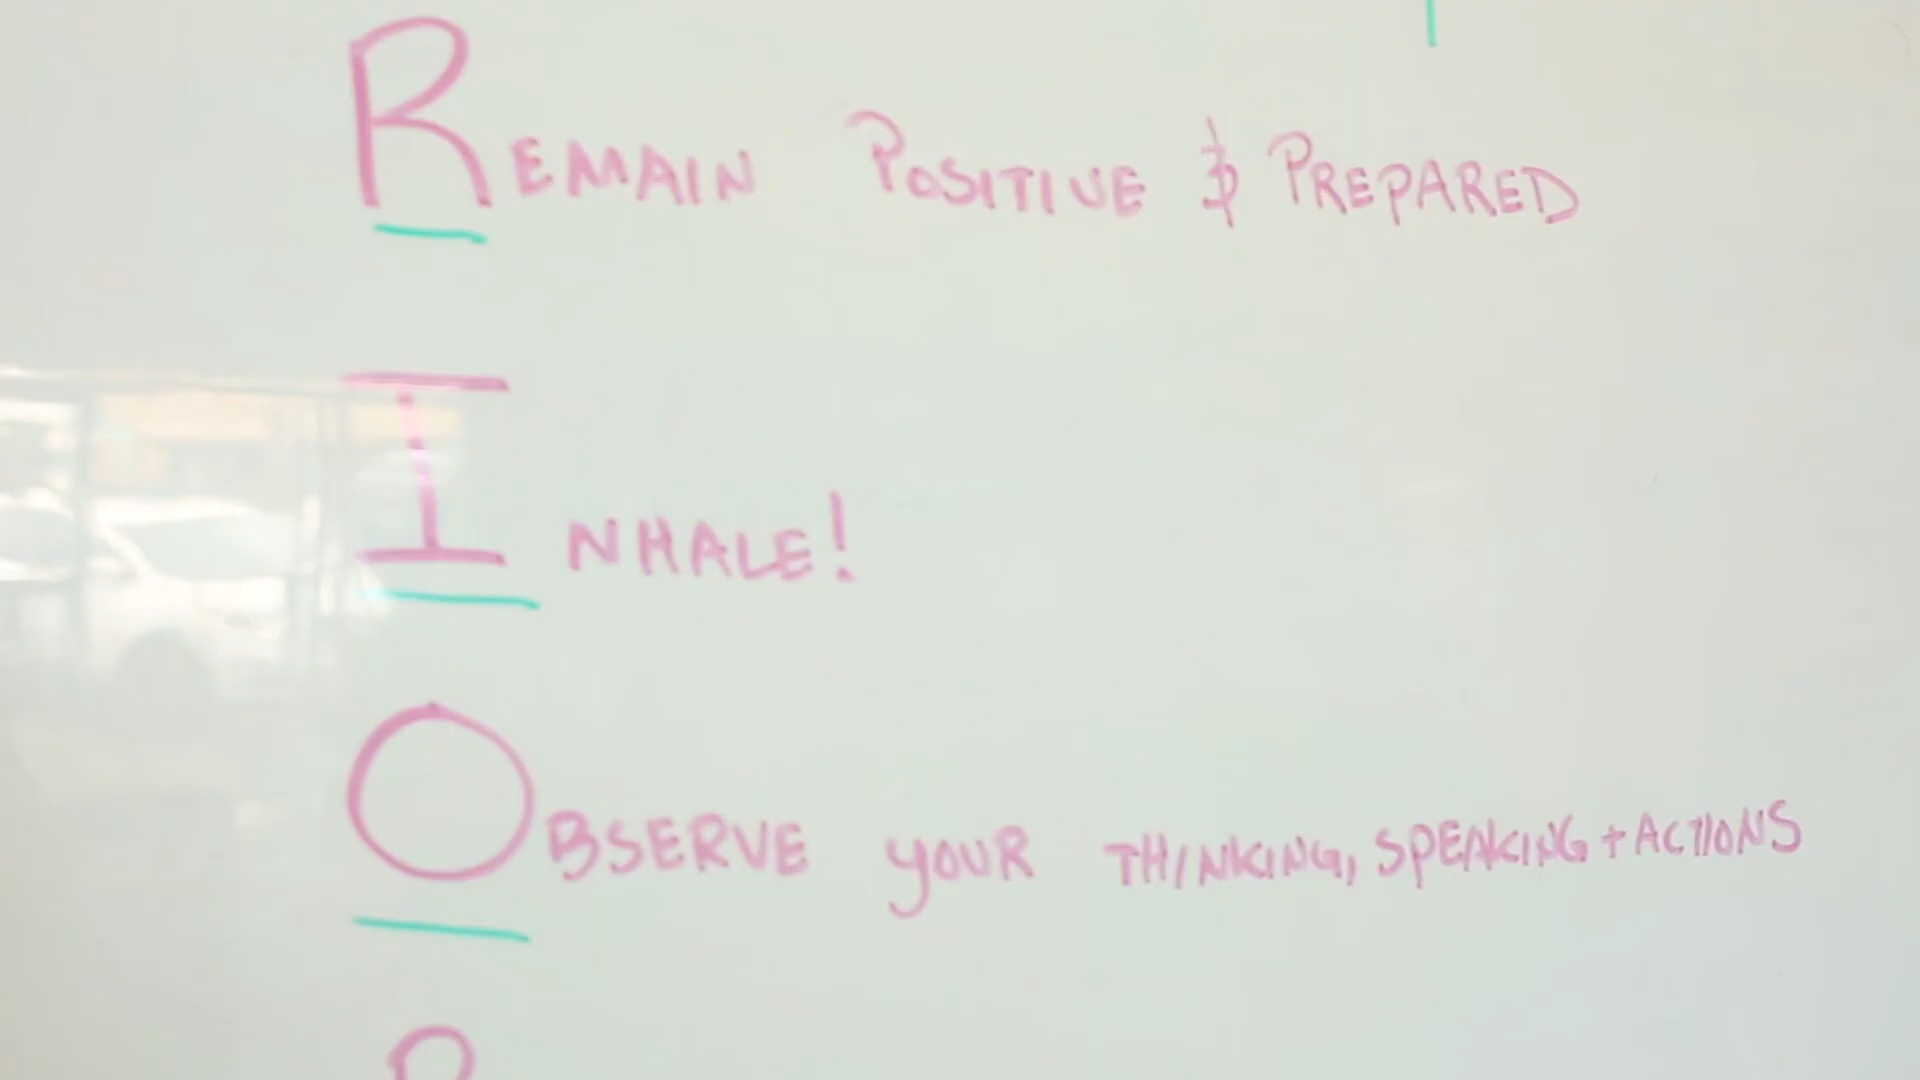 REMAIN POSITIVE & PREPARED
INHALE!
OBSERVE YOUR THINKING, SPEAKING + ACTIONS